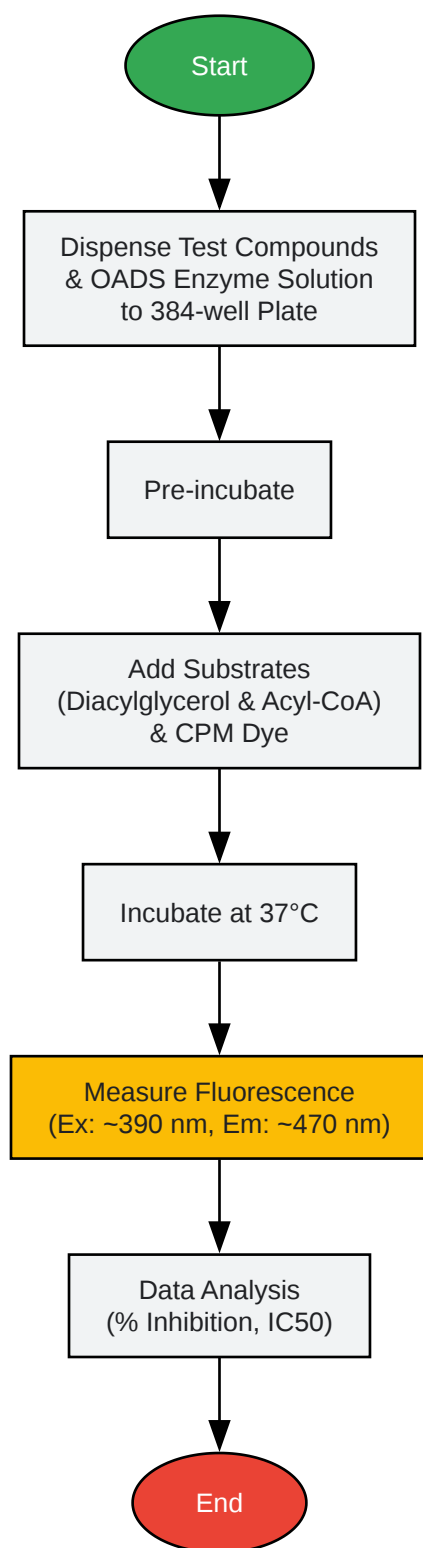 Start
Dispense Test Compounds
& OADS Enzyme Solution
to 384-well Plate
Pre-incubate
Add Substrates
(Diacylglycerol & Acyl-CoA)
& CPM Dye
Incubate at 37°C
Measure Fluorescence
(Ex: ~390 nm, Em: ~470 nm)
Data Analysis
(% Inhibition, IC50)
End